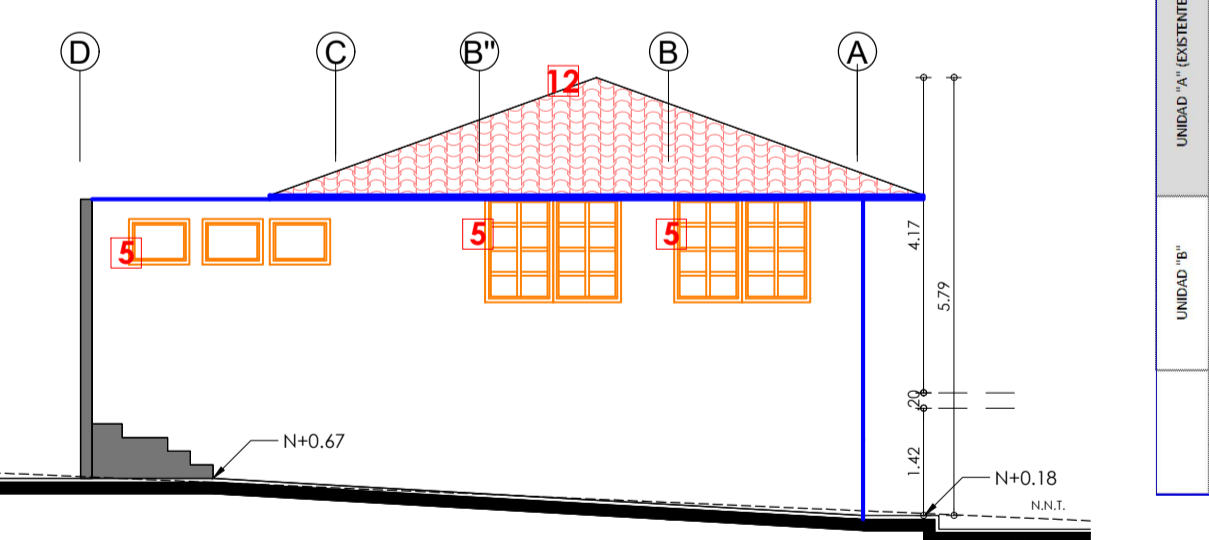 D
C
B"
B
A
12
5
5
5
4.17
5.79
.20
1.42
N+0.67
N+0.18
N.N.T.
UNIDAD "A" (EXISTENTE
UNIDAD "B"